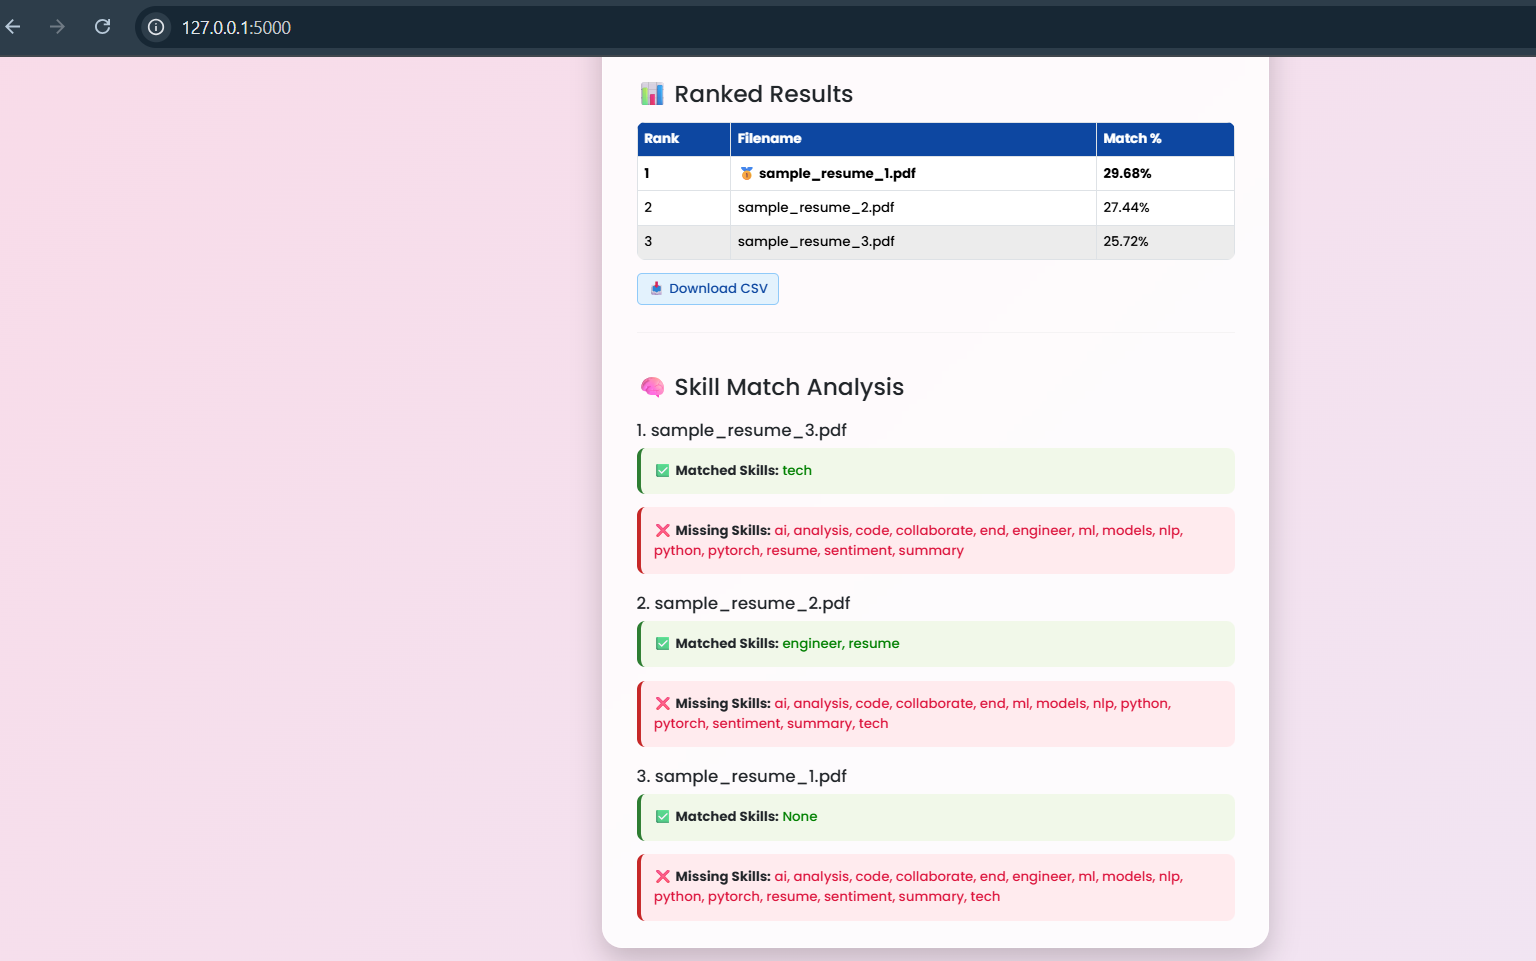 127.0.0.1:5000
📊 Ranked Results
Rank Filename Match %
1 🏅 sample_resume_1.pdf 29.68%
2 sample_resume_2.pdf 27.44%
3 sample_resume_3.pdf 25.72%
📥 Download CSV
🧠 Skill Match Analysis
1. sample_resume_3.pdf
✅ Matched Skills: tech
❌ Missing Skills: ai, analysis, code, collaborate, end, engineer, ml, models, nlp,
python, pytorch, resume, sentiment, summary
2. sample_resume_2.pdf
✅ Matched Skills: engineer, resume
❌ Missing Skills: ai, analysis, code, collaborate, end, ml, models, nlp, python,
pytorch, sentiment, summary, tech
3. sample_resume_1.pdf
✅ Matched Skills: None
❌ Missing Skills: ai, analysis, code, collaborate, end, engineer, ml, models, nlp,
python, pytorch, resume, sentiment, summary, tech